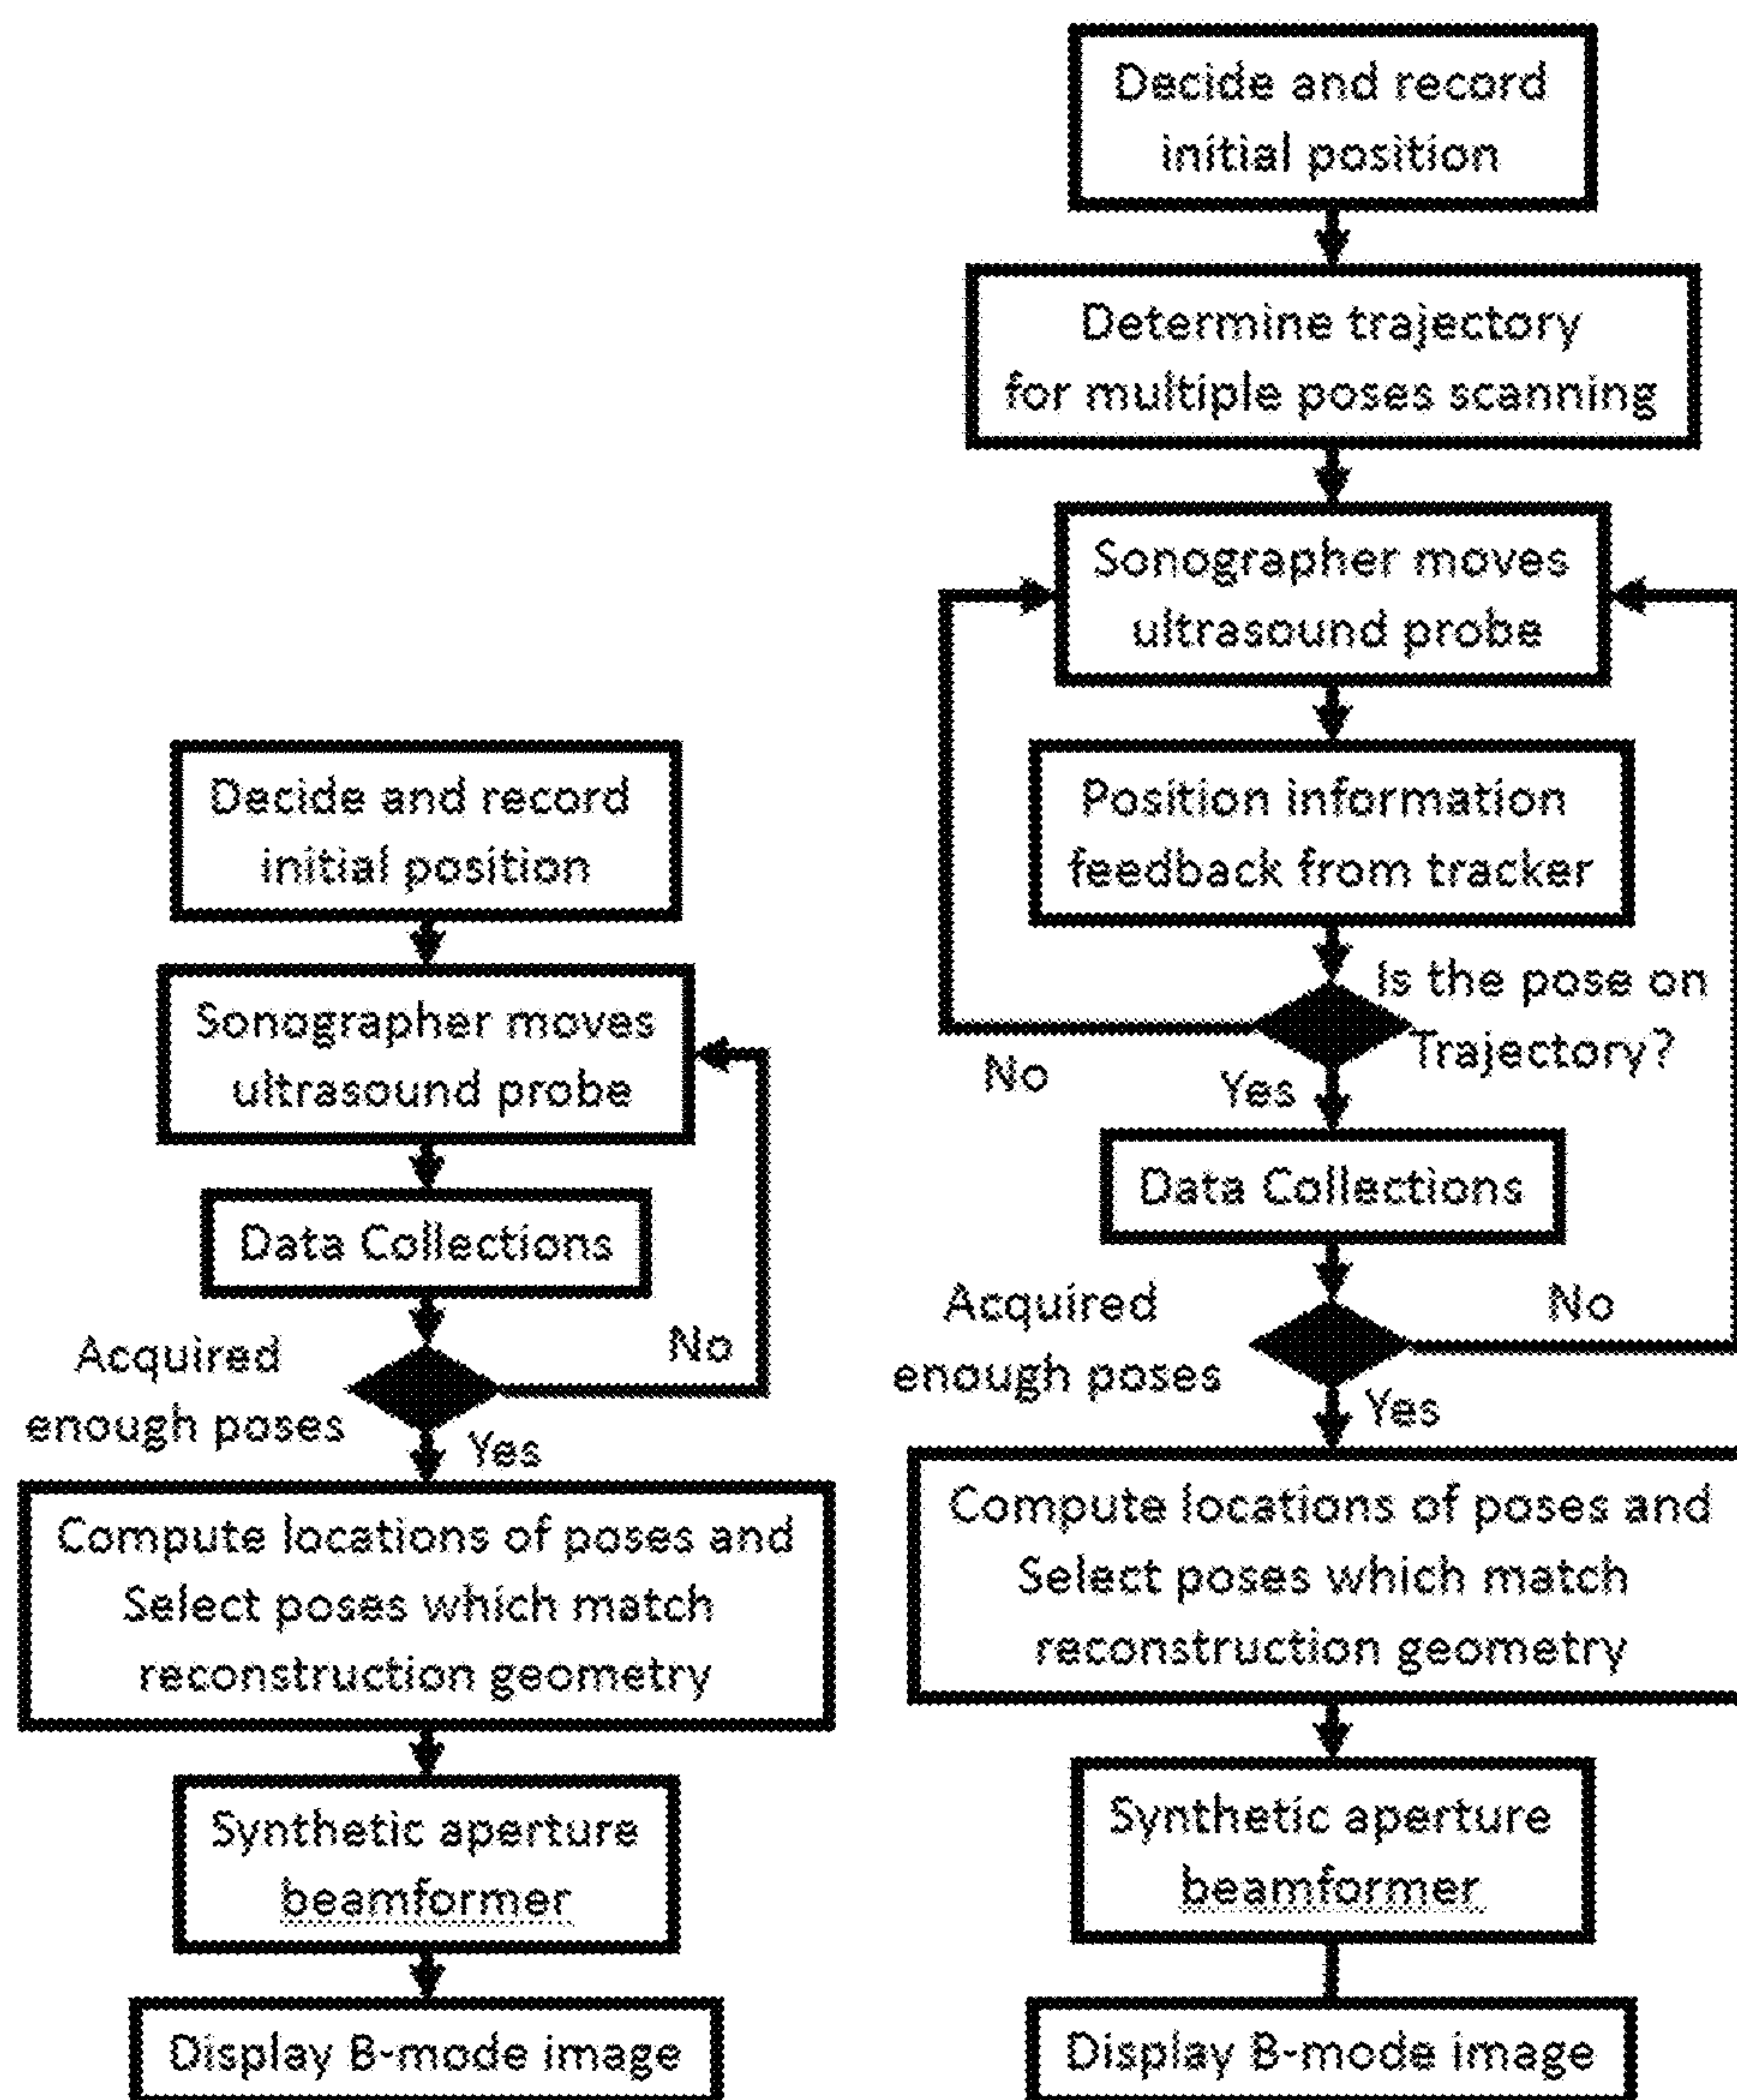 Decide and record
initial position
Sonographer moves
ultrasound probe
Data Collections
Acquired
enough poses
No
Yes
Compute locations of poses and
Select poses which match
reconstruction geometry
Synthetic aperture
beamformer
Display B-mode image
Decide and record
initial position
Determine trajectory
for multiple poses scanning
Sonographer moves
ultrasound probe
Position information
feedback from tracker
Is the pose on
Trajectory?
No
Yes
Data Collections
Acquired
enough poses
No
Yes
Compute locations of poses and
Select poses which match
reconstruction geometry
Synthetic aperture
beamformer
Display B-mode image